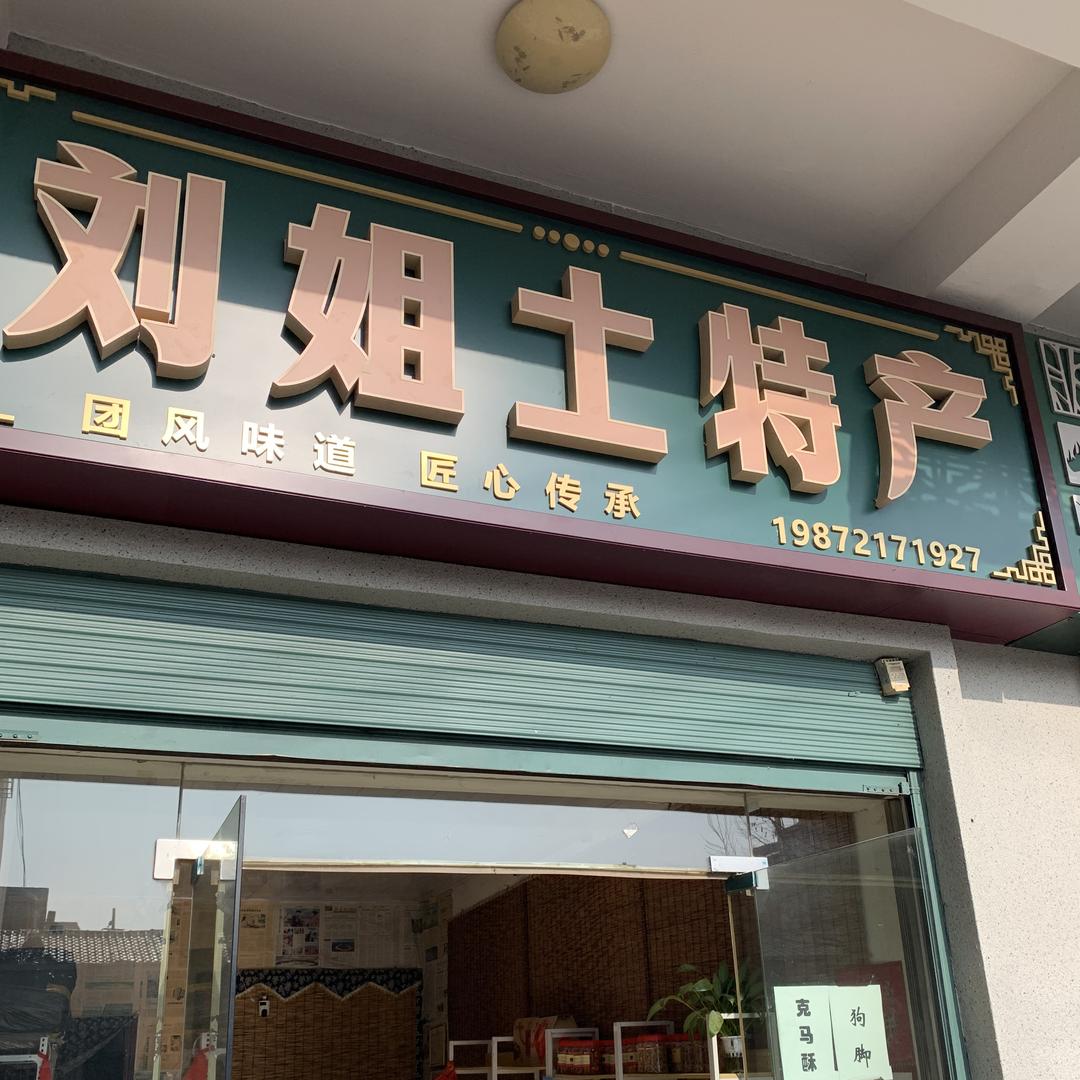 刘姐土特产
团风味道 匠心传承
19872171927
克马酥
狗脚